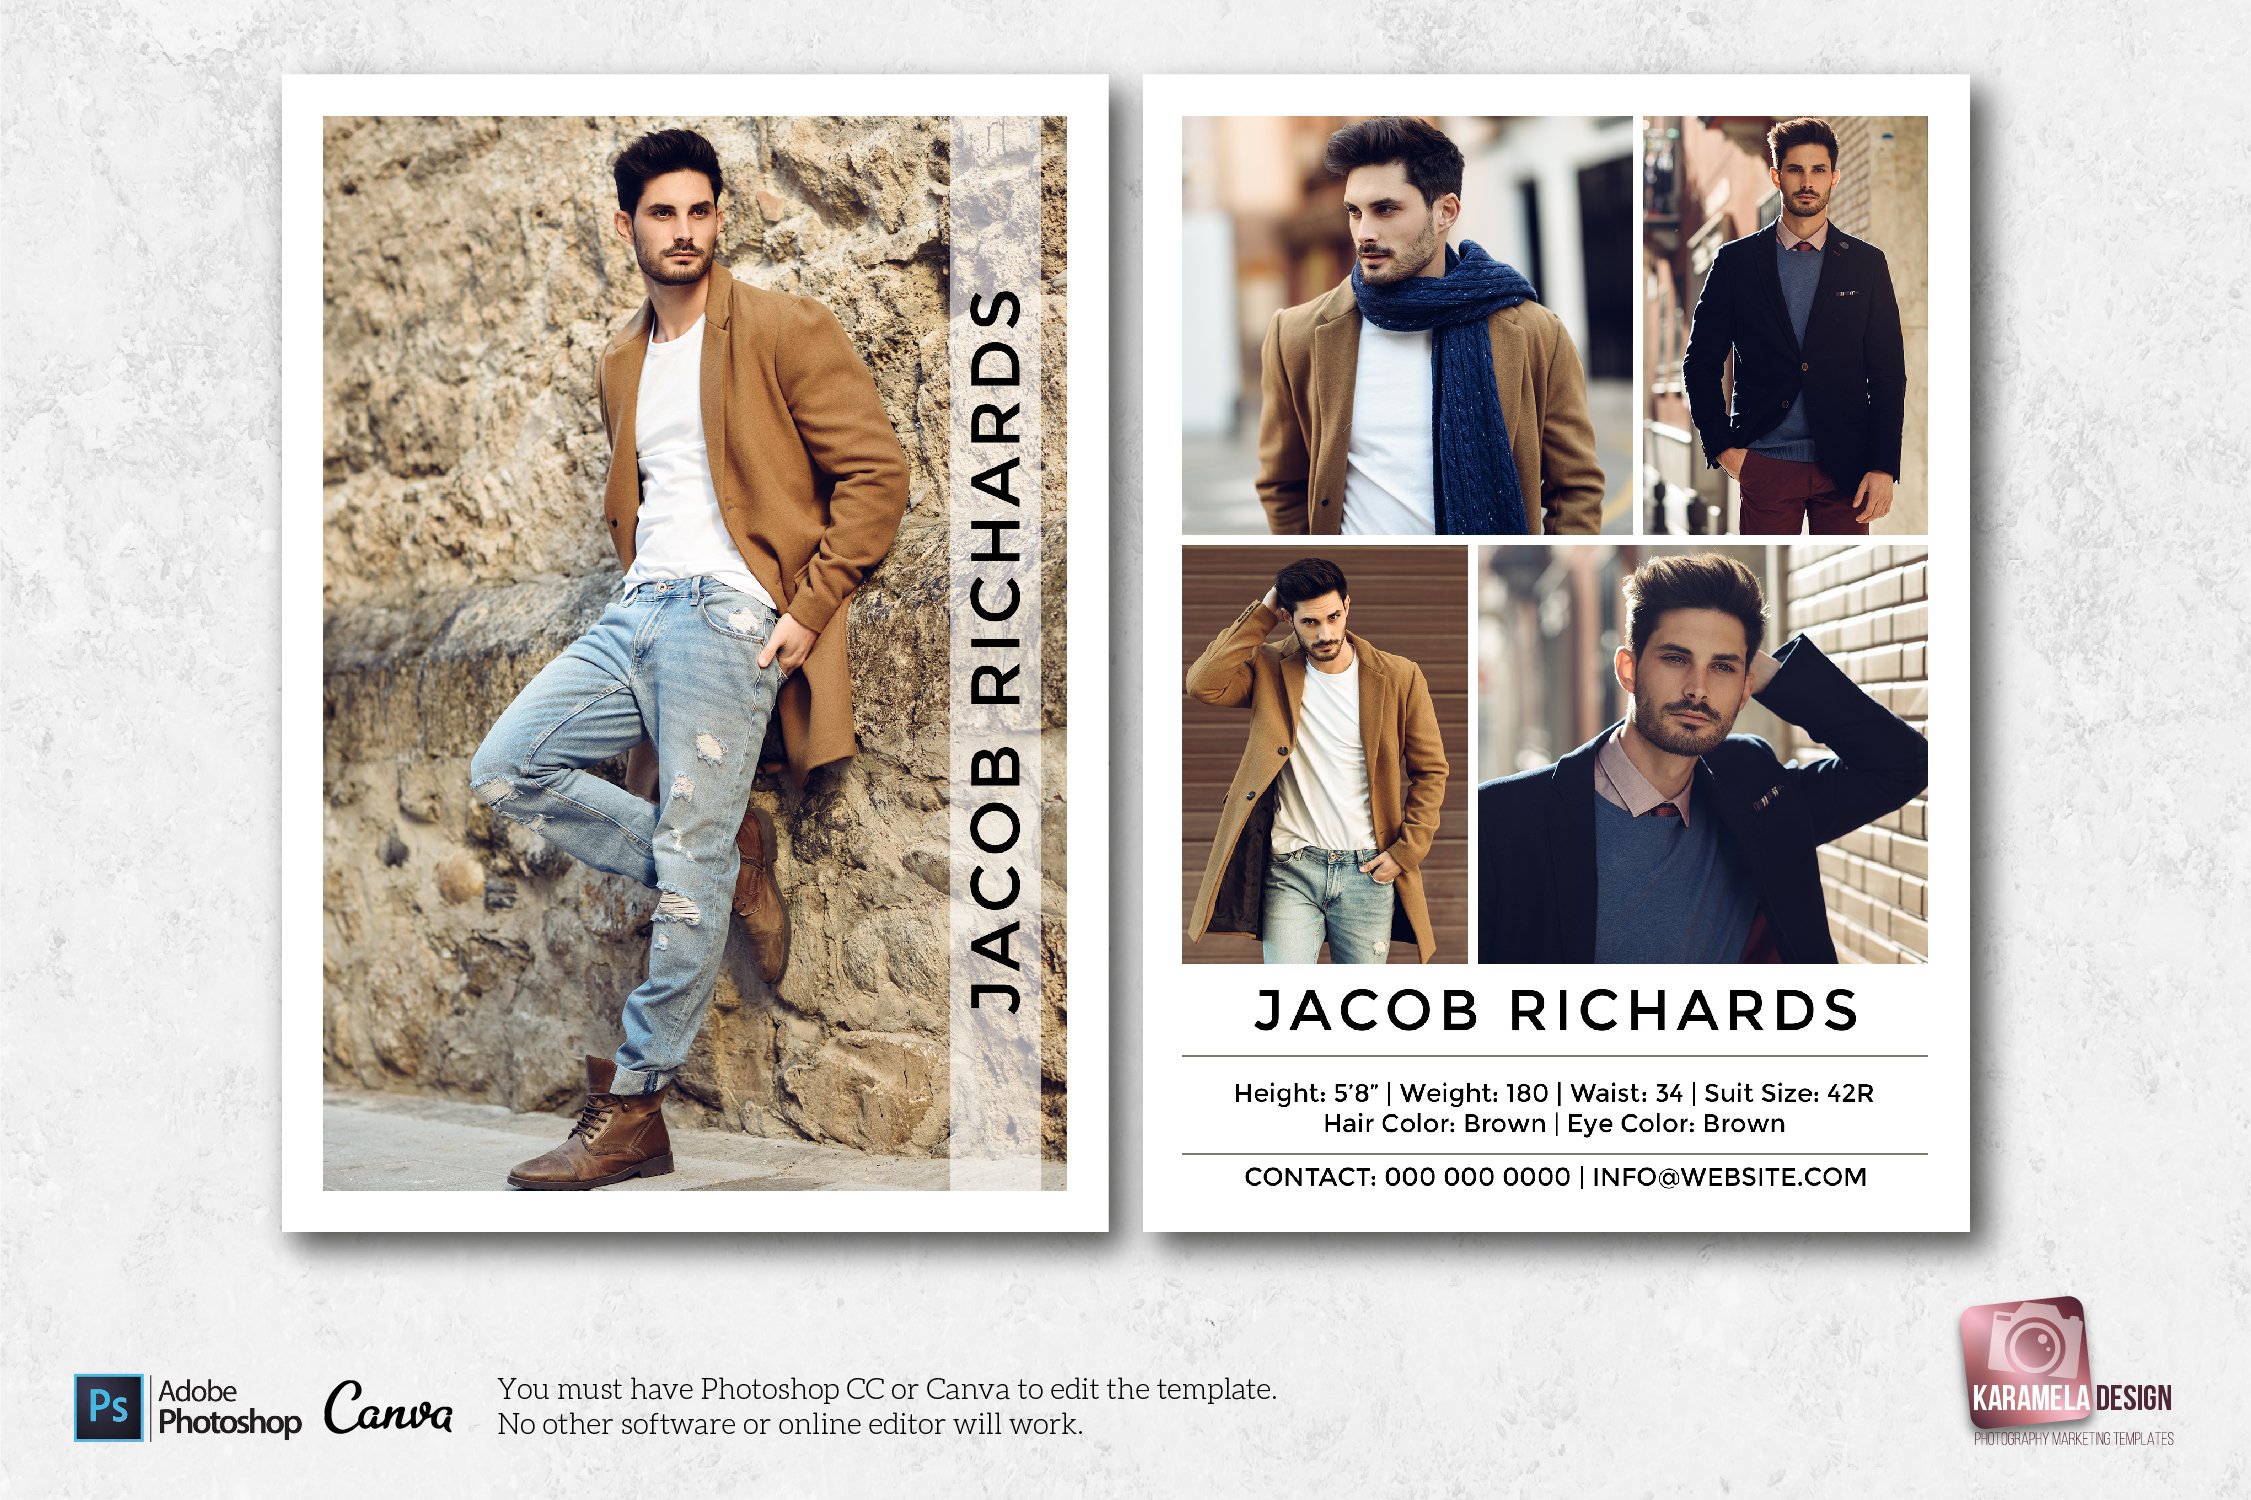 JACOB RICHARDS
JACOB RICHARDS
Height: 5'8" | Weight: 180 | Waist: 34 | Suit Size: 42R
Hair Color: Brown | Eye Color: Brown
CONTACT: 000 000 0000 | INFO@WEBSITE.COM
Ps
Adobe
Photoshop
Canva
You must have Photoshop CC or Canva to edit the template.
No other software or online editor will work.
KARAMELA DESIGN
PHOTOGRAPHY MARKETING TEMPLATES